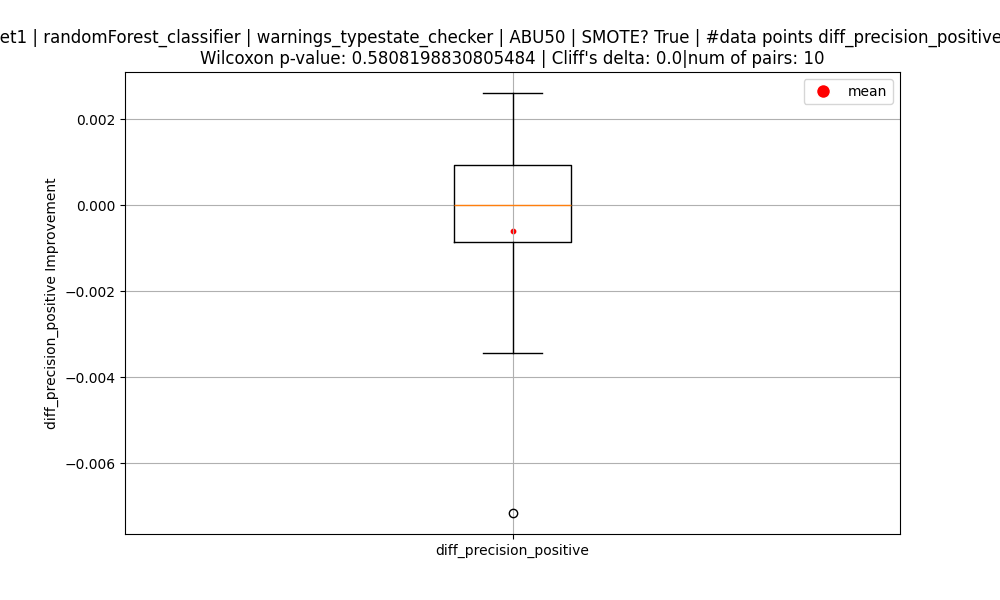 et1 | randomForest_classifier | warnings_typestate_checker | ABU50 | SMOTE? True | #data points diff_precision_positive
Wilcoxon p-value: 0.5808198830805484 | Cliff's delta: 0.0|num of pairs: 10
mean
0.002
0.000
−0.002
−0.004
−0.006
diff_precision_positive Improvement
diff_precision_positive